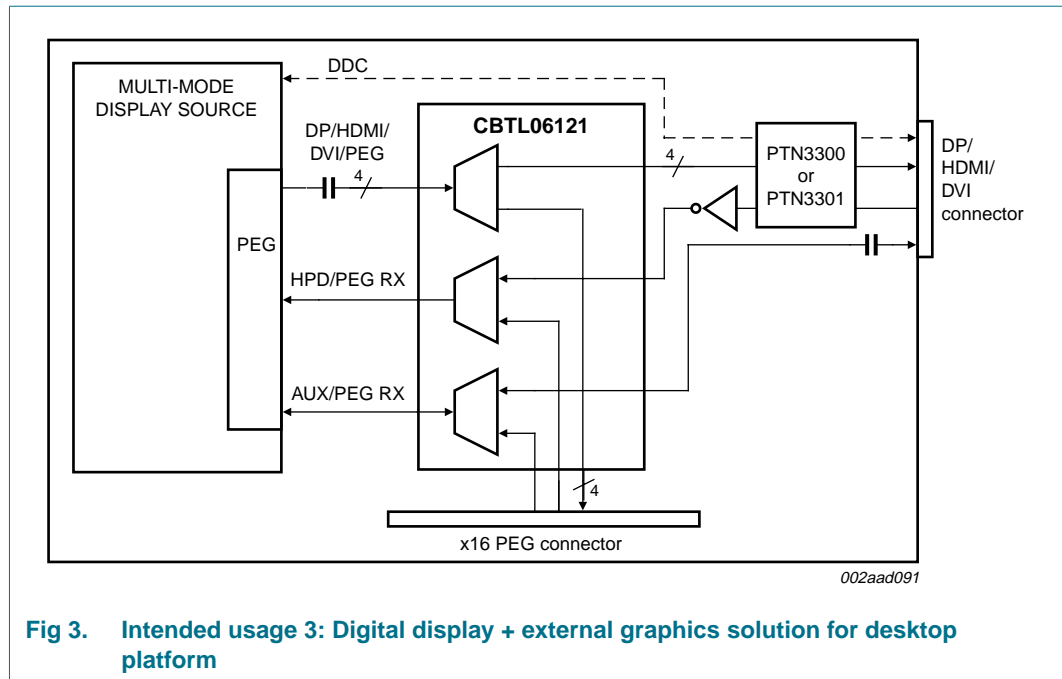 DDC
MULTI-MODE
DISPLAY SOURCE
CBTL06121
DP/HDMI/
DVI/PEG
4
4
PTN3300
or
PTN3301
DP/
HDMI/
DVI
connector
PEG
HPD/PEG RX
AUX/PEG RX
4
x16 PEG connector
002aad091
Fig 3. Intended usage 3: Digital display + external graphics solution for desktop
platform